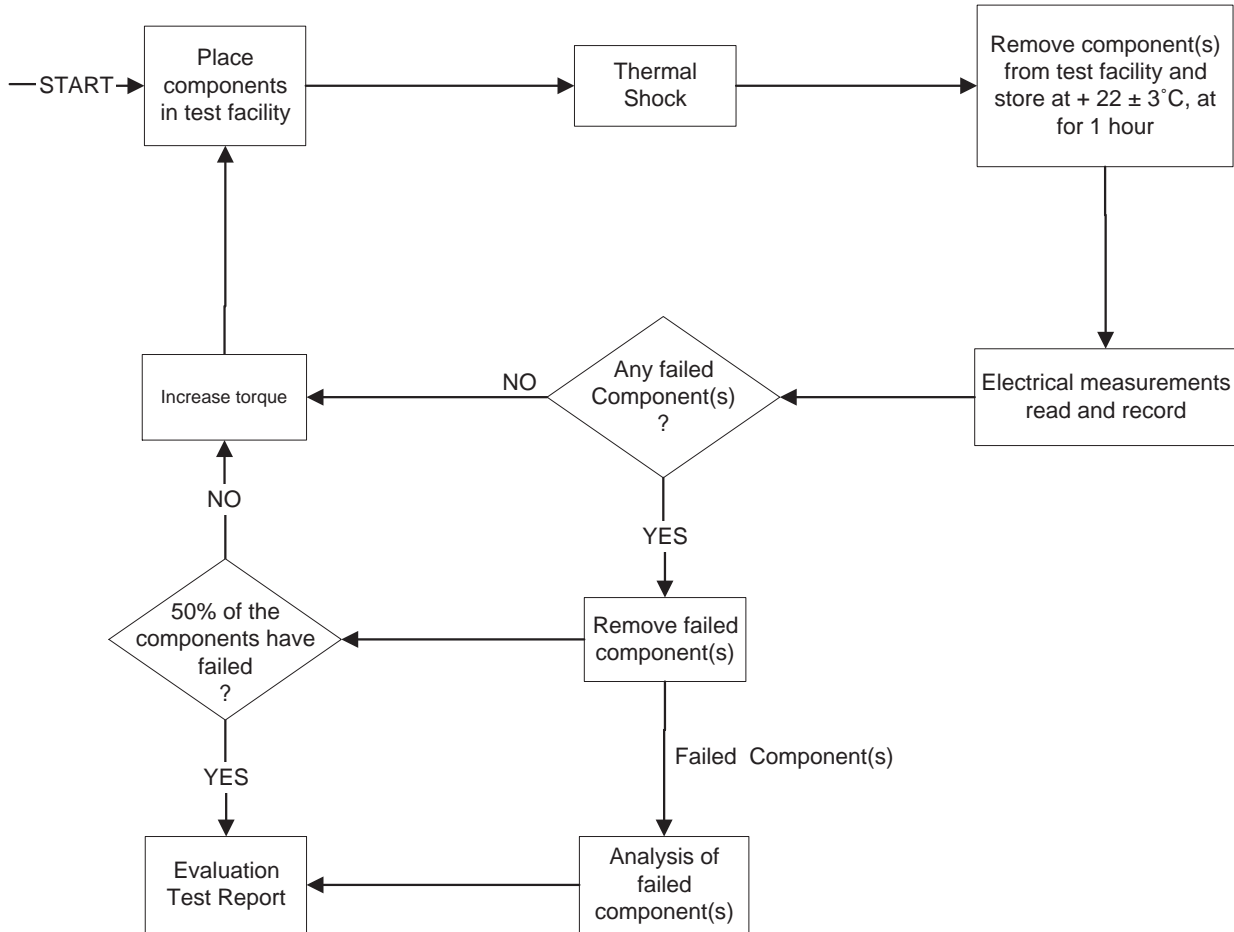 START
Place
components
in test facility
Thermal
Shock
Remove component(s)
from test facility and
store at + 22 ± 3˚C, at
for 1 hour
Electrical measurements
read and record
Any failed
Component(s)
?
NO
Increase torque
YES
NO
Remove failed
component(s)
50% of the
components have
failed
?
Failed Component(s)
YES
Analysis of
failed
component(s)
Evaluation
Test Report